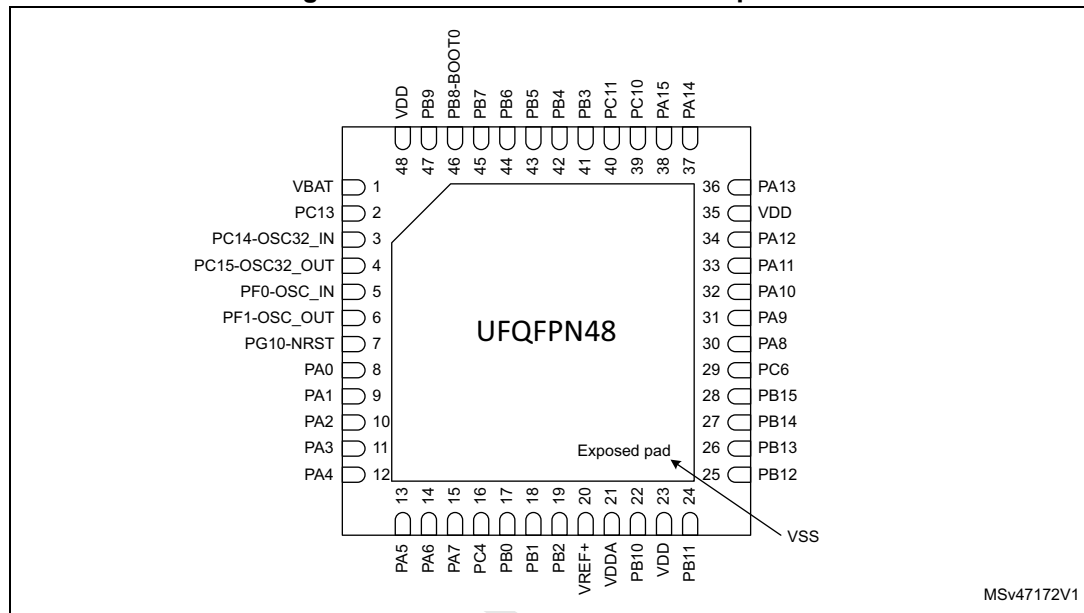 PB8-BOOT0
VDD
PB9
PB7
PB6
PB5
PB4
PB3
PC11
PC10
PA15
PA14
48
47
46
45
44
43
42
41
40
39
38
37
VBAT 1
PC13 2
PC14-OSC32_IN 3
PC15-OSC32_OUT 4
PF0-OSC_IN 5
PF1-OSC_OUT 6
PG10-NRST 7
PA0 8
PA1 9
PA2 10
PA3 11
PA4 12
UFQFPN48
Exposed pad
36 PA13
35 VDD
34 PA12
33 PA11
32 PA10
31 PA9
30 PA8
29 PC6
28 PB15
27 PB14
26 PB13
25 PB12
13
14
15
16
17
18
19
20
21
22
23
24
PA5
PA6
PA7
PC4
PB0
PB1
PB2
VREF+
VDDA
PB10
VDD
PB11
VSS
MSv47172V1